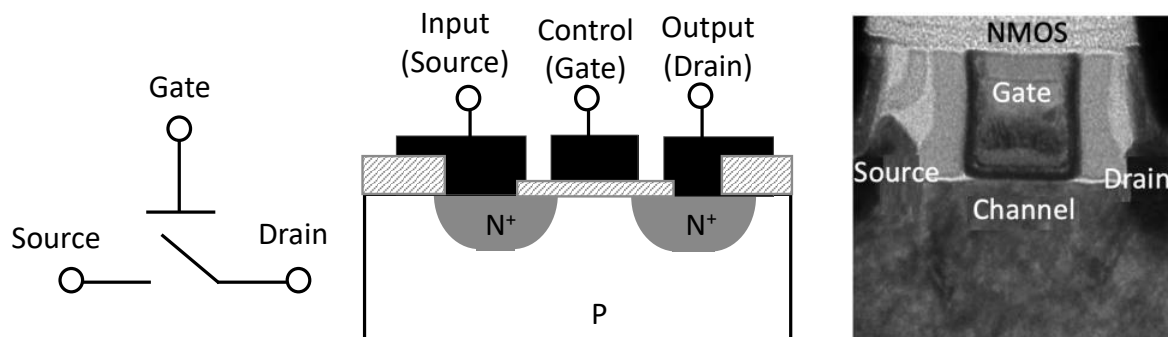 Gate
Source
Drain
Input
(Source)
Control
(Gate)
Output
(Drain)
N+
N+
P
NMOS
Gate
Source
Drain
Channel